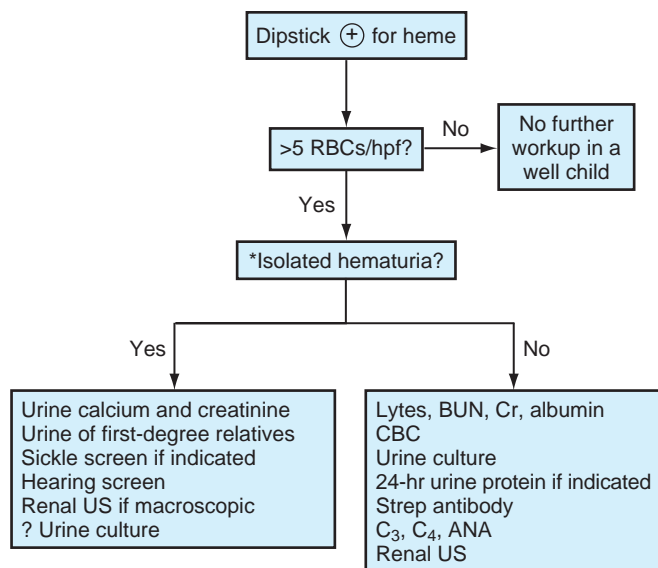 Dipstick ⊕ for heme
>5 RBCs/hpf?
No
No further
workup in a
well child
Yes
*Isolated hematuria?
Yes
No
Urine calcium and creatinine
Urine of first-degree relatives
Sickle screen if indicated
Hearing screen
Renal US if macroscopic
? Urine culture
Lytes, BUN, Cr, albumin
CBC
Urine culture
24-hr urine protein if indicated
Strep antibody
C₃, C₄, ANA
Renal US